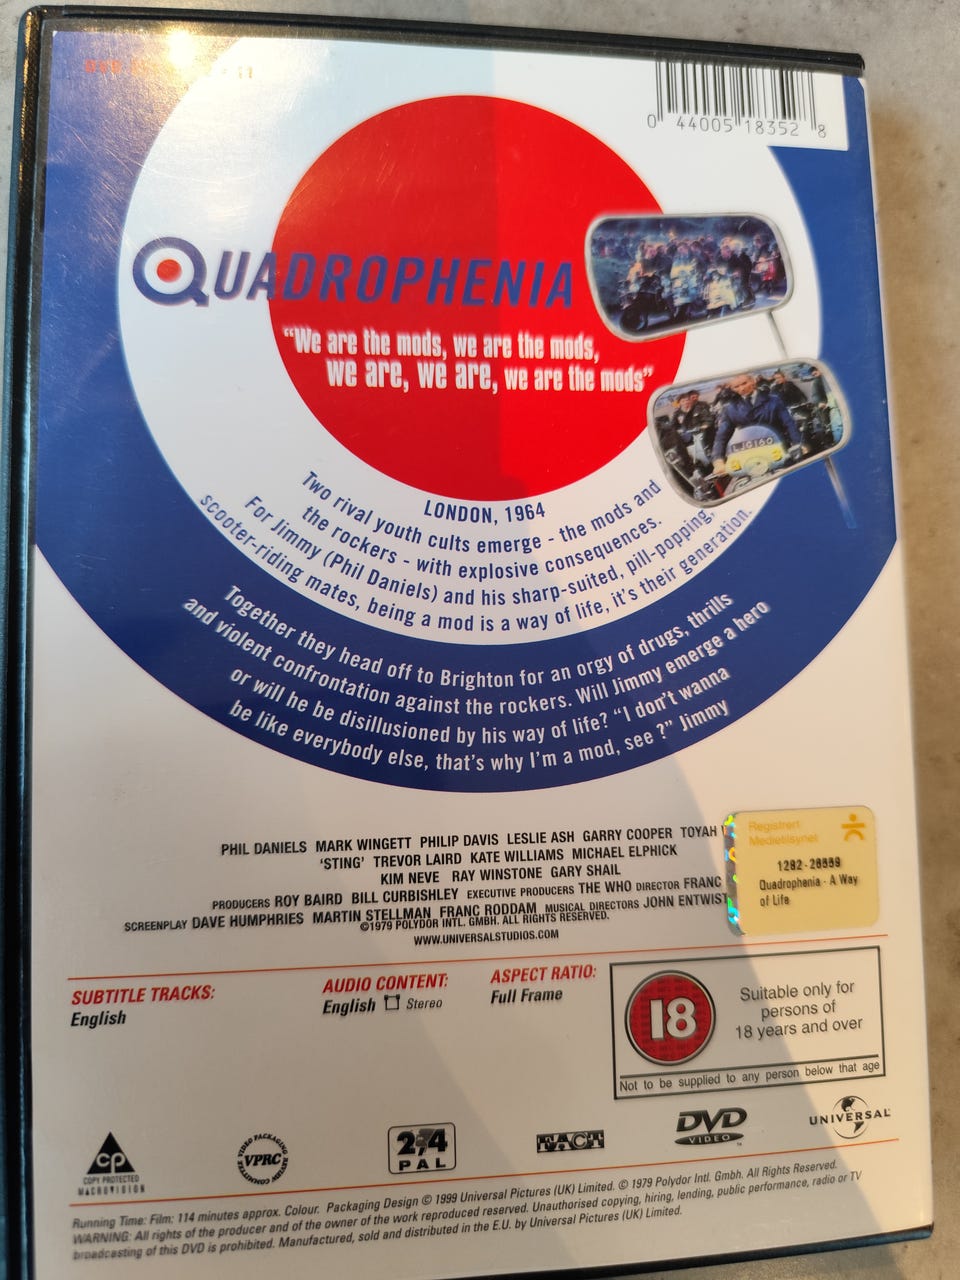 0 44005 18352 8
QUADROPHENIA
"We are the mods, we are the mods,
we are, we are, we are the mods"
LJC160
LONDON, 1964
Two rival youth cults emerge - the mods and
the rockers - with explosive consequences.
For Jimmy (Phil Daniels) and his sharp-suited, pill-popping,
scooter-riding mates, being a mod is a way of life, it's their generation.
Together they head off to Brighton for an orgy of drugs, thrills
and violent confrontation against the rockers. Will Jimmy emerge a hero
or will he be disillusioned by his way of life? "I don't wanna
be like everybody else, that's why I'm a mod, see ?" Jimmy
PHIL DANIELS MARK WINGETT PHILIP DAVIS LESLIE ASH GARRY COOPER TOYAH
'STING' TREVOR LAIRD KATE WILLIAMS MICHAEL ELPHICK
KIM NEVE RAY WINSTONE GARY SHAIL
PRODUCERS ROY BAIRD BILL CURBISHLEY EXECUTIVE PRODUCERS THE WHO DIRECTOR FRANC
SCREENPLAY DAVE HUMPHRIES MARTIN STELLMAN FRANC RODDAM MUSICAL DIRECTORS JOHN ENTWIST
©1979 POLYDOR INTL. GMBH. ALL RIGHTS RESERVED.
WWW.UNIVERSALSTUDIOS.COM
Registrert
Medietilsynet
Quadrophenia - A Way
of Life
SUBTITLE TRACKS:
English
AUDIO CONTENT:
English Stereo
ASPECT RATIO:
Full Frame
18
Suitable only for
persons of
18 years and over
Not to be supplied to any person below that age
CP
COPY PROTECTED
MACROVISION
VIDEO PACKAGING REVIEW COMMITTEE
VPRC
2,4
PAL
FACT
DVD
VIDEO
UNIVERSAL
Running Time: Film: 114 minutes approx. Colour. Packaging Design © 1999 Universal Pictures (UK) Limited. © 1979 Polydor Intl. Gmbh. All Rights Reserved.
WARNING: All rights of the producer and of the owner of the work reproduced reserved. Unauthorised copying, hiring, lending, public performance, radio or TV
broadcasting of this DVD is prohibited. Manufactured, sold and distributed in the E.U. by Universal Pictures (UK) Limited.